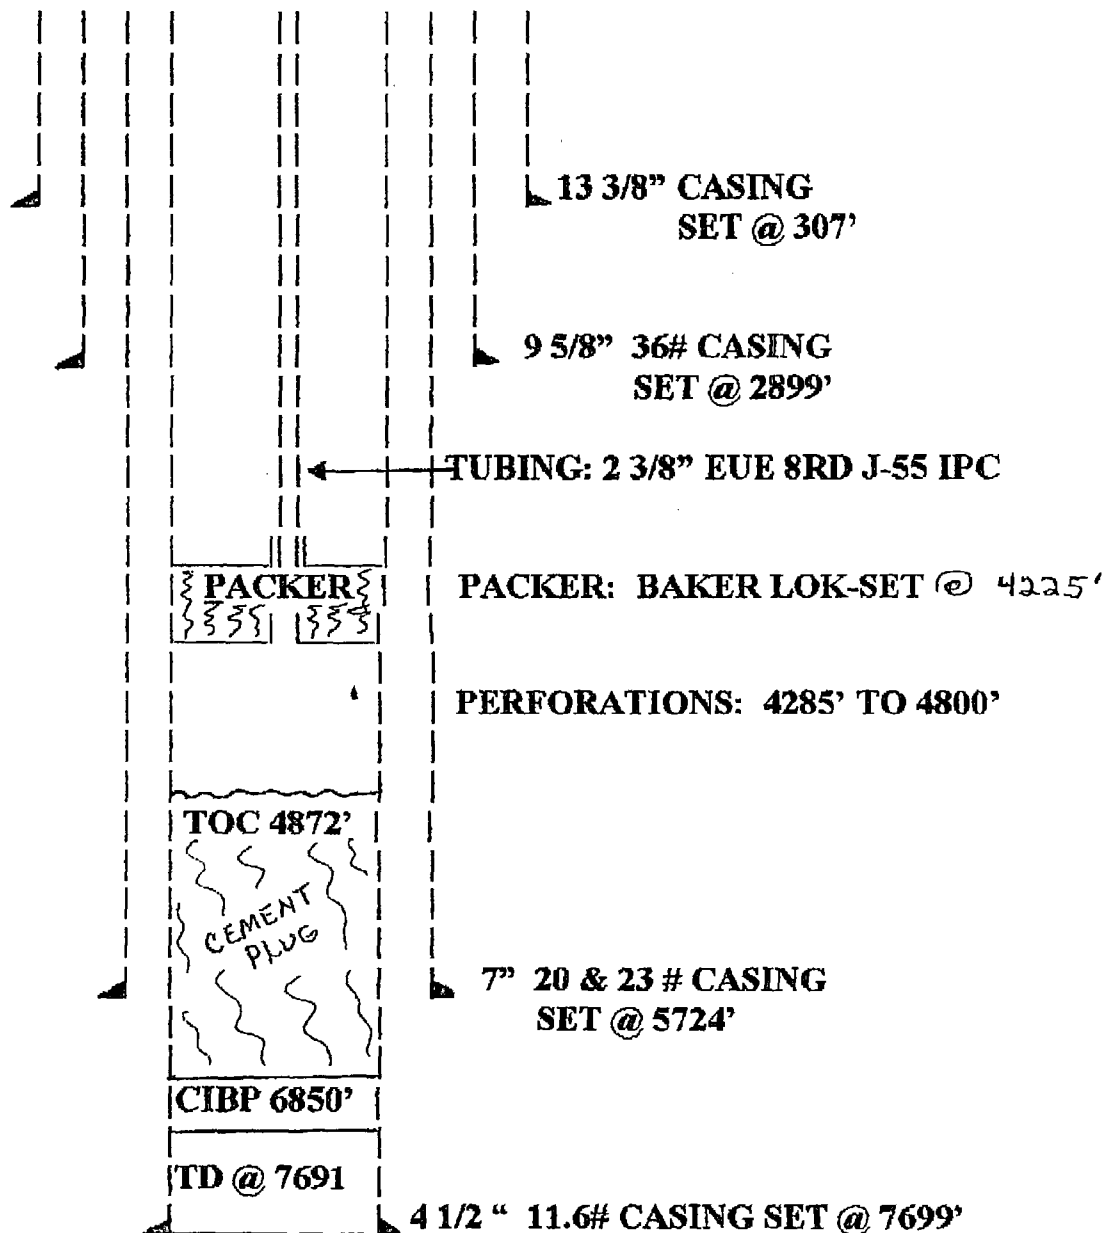 13 3/8” CASING
SET @ 307’
9 5/8” 36# CASING
SET @ 2899’
TUBING: 2 3/8” EUE 8RD J-55 IPC
PACKER
PACKER: BAKER LOK-SET @ 4225'
PERFORATIONS: 4285’ TO 4800’
TOC 4872’
CEMENT
PLUG
7” 20 & 23 # CASING
SET @ 5724’
CIBP 6850’
TD @ 7691
4 1/2 “ 11.6# CASING SET @ 7699’